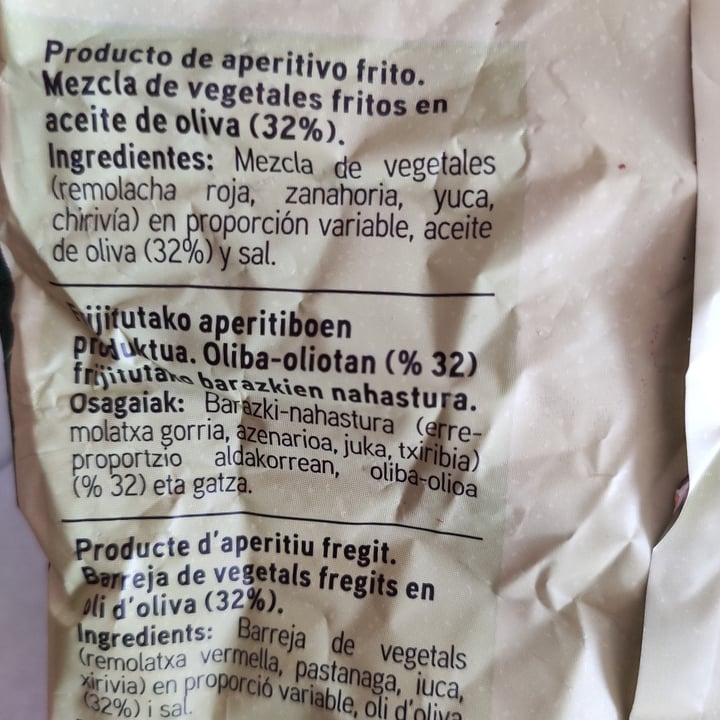 Producto de aperitivo frito.
Mezcla de vegetales fritos en
aceite de oliva (32%).
Ingredientes: Mezcla de vegetales
(remolacha roja, zanahoria, yuca,
chirivía) en proporción variable, aceite
de oliva (32%) y sal.
Frijitutako aperitiboen
produktua. Oliba-oliotan (% 32)
frijitutako barazkien nahastura.
Osagaiak: Barazki-nahastura (erre-
molatxa gorria, azenarioa, juka, txiribia)
proportzio aldakorrean, oliba-olioa
(% 32) eta gatza.
Producte d'aperitiu fregit.
Barreja de vegetals fregits en
oli d'oliva (32%).
Ingredients: Barreja de vegetals
(remolatxa vermella, pastanaga, iuca,
xirivia) en proporció variable, oli d'oliva
(32%) i sal.